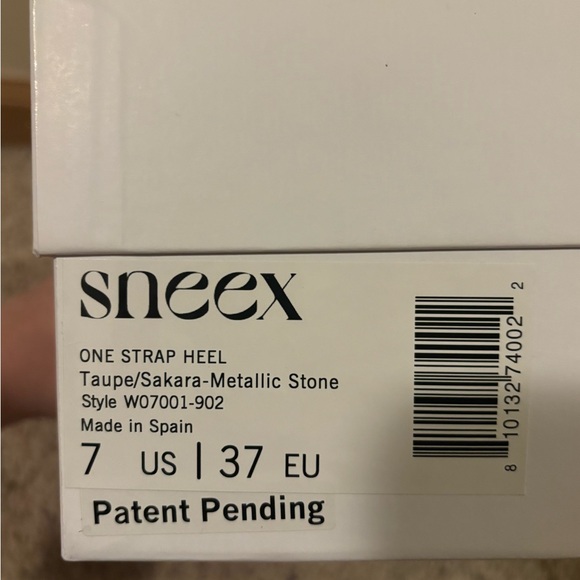 sneex
ONE STRAP HEEL
Taupe/Sakara-Metallic Stone
Style W07001-902
Made in Spain
7 US | 37 EU
Patent Pending
8 10132 74002 2